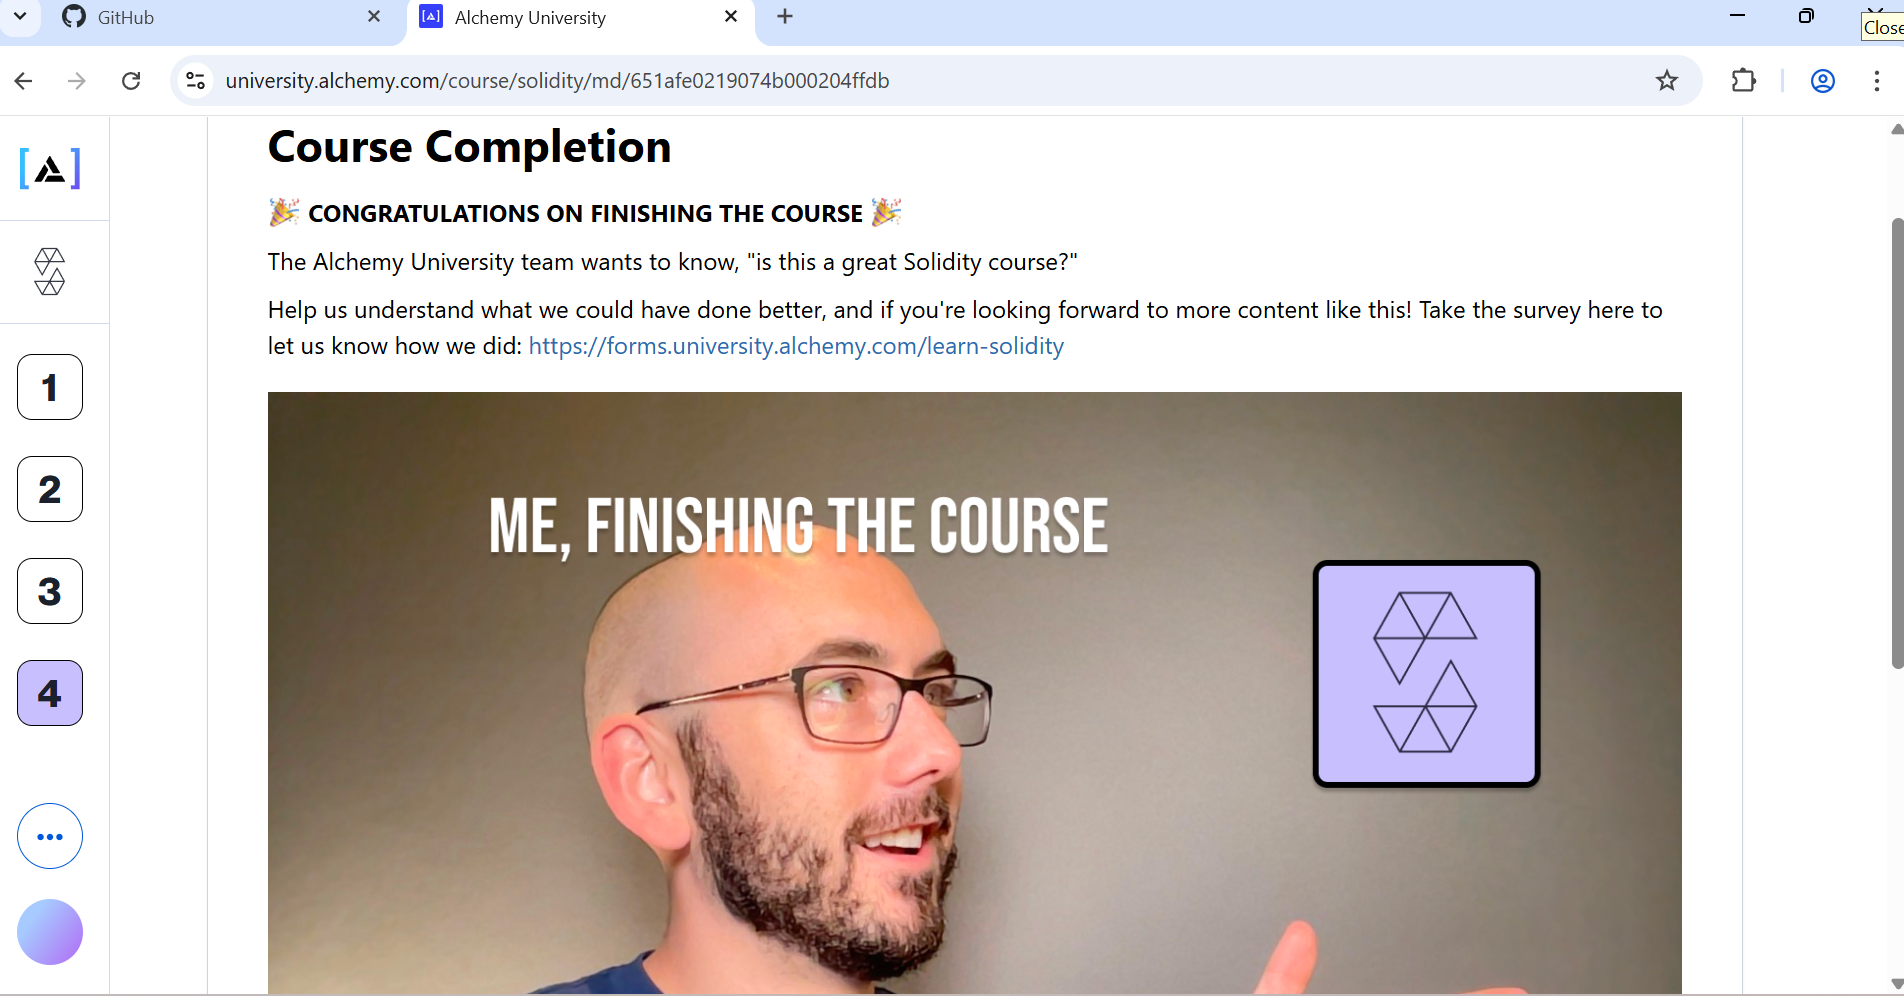 GitHub
Alchemy University
Close
university.alchemy.com/course/solidity/md/651afe0219074b000204ffdb
Course Completion
🎉 CONGRATULATIONS ON FINISHING THE COURSE 🎉
The Alchemy University team wants to know, "is this a great Solidity course?"
Help us understand what we could have done better, and if you're looking forward to more content like this! Take the survey here to
let us know how we did: https://forms.university.alchemy.com/learn-solidity
1
2
3
4
ME, FINISHING THE COURSE